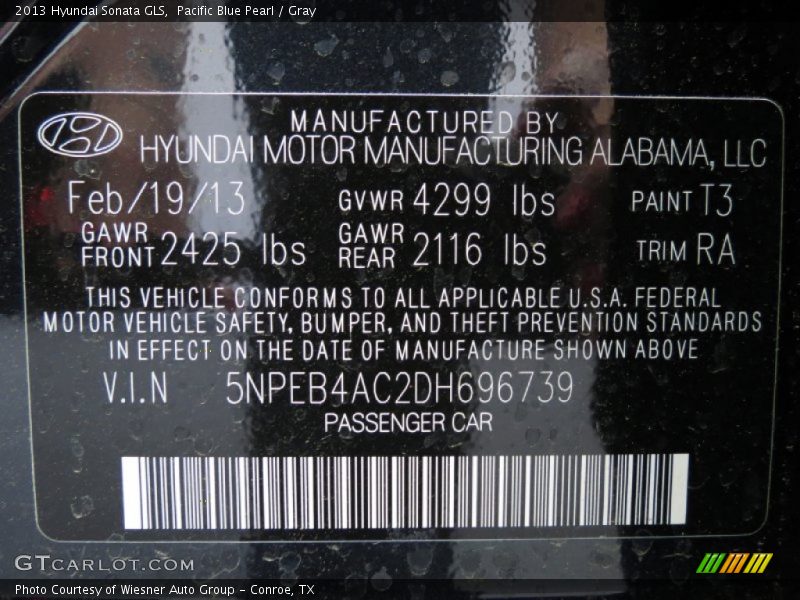 2013 Hyundai Sonata GLS,  Pacific Blue Pearl / Gray
MANUFACTURED BY
HYUNDAI MOTOR MANUFACTURING ALABAMA, LLC
Feb/19/13 GVWR 4299 lbs PAINT T3
GAWR FRONT 2425 lbs GAWR REAR 2116 lbs TRIM RA
THIS VEHICLE CONFORMS TO ALL APPLICABLE U.S.A. FEDERAL
MOTOR VEHICLE SAFETY, BUMPER, AND THEFT PREVENTION STANDARDS
IN EFFECT ON THE DATE OF MANUFACTURE SHOWN ABOVE
V.I.N 5NPEB4AC2DH696739
PASSENGER CAR
GTCARLOT.COM
Photo Courtesy of Wiesner Auto Group - Conroe, TX